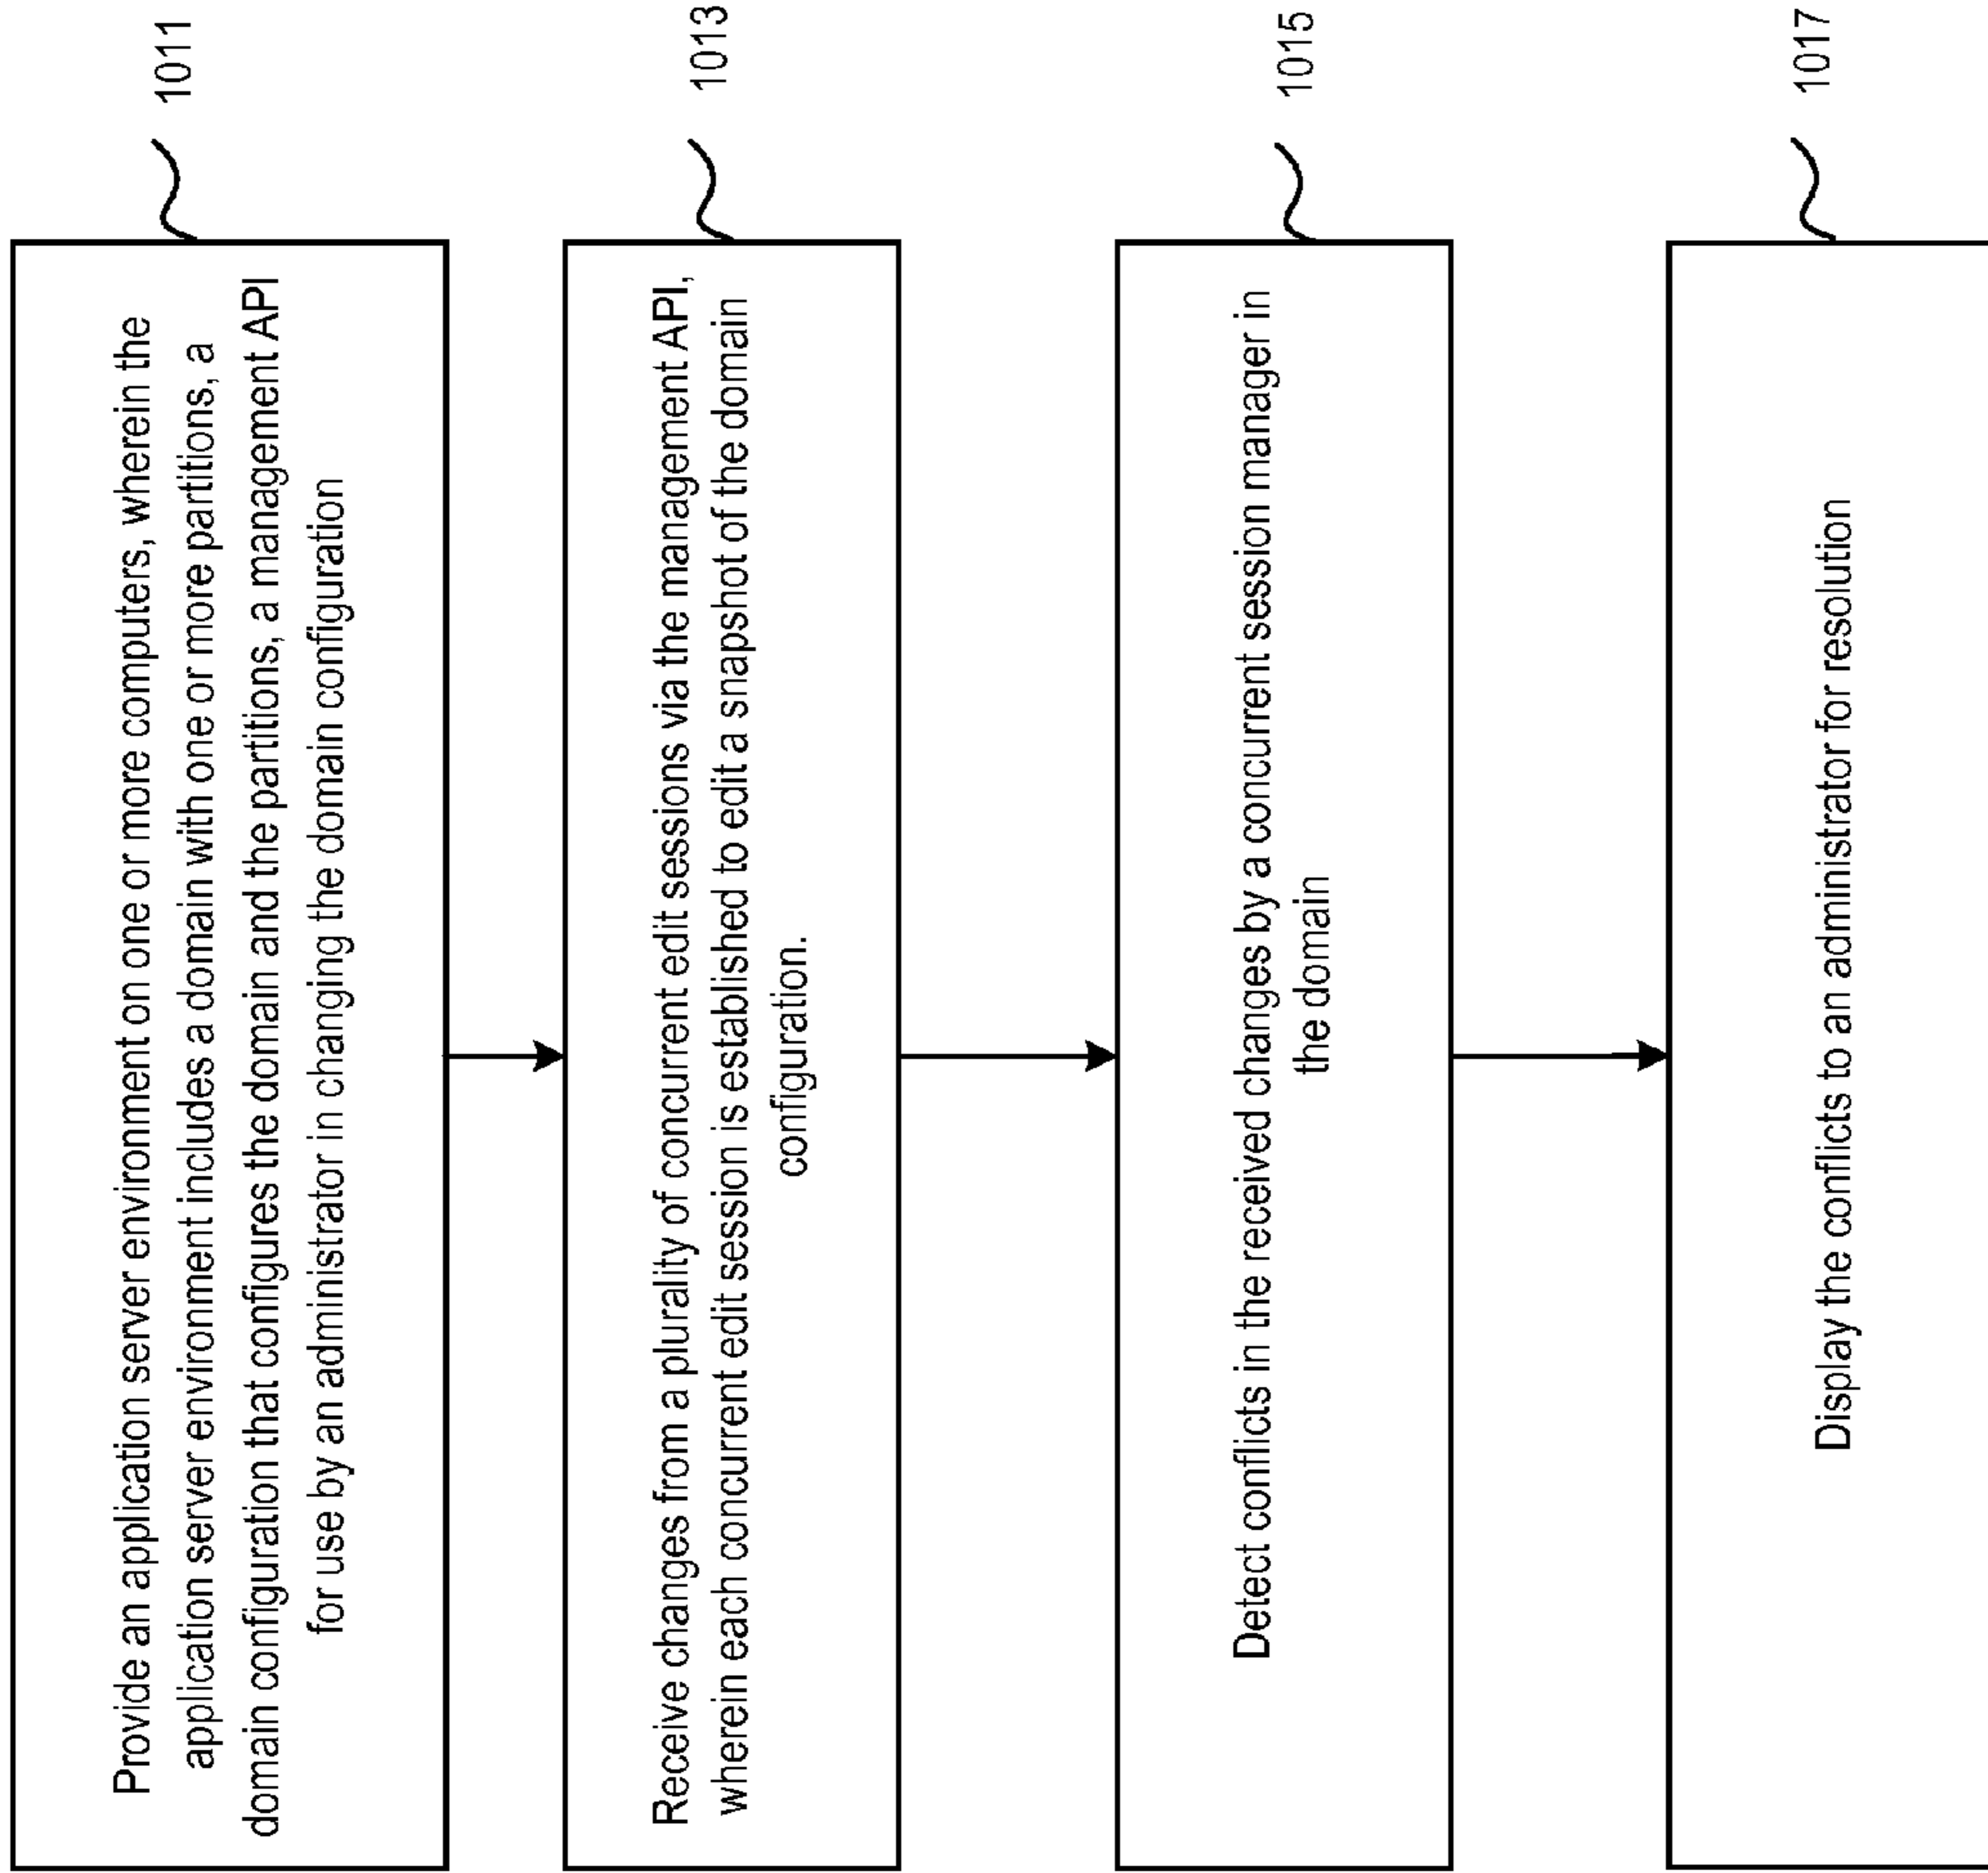 Provide an application server environment on one or more computers, wherein the
application server environment includes a domain with one or more partitions, a
domain configuration that configures the domain and the partitions, a management API
for use by an administrator in changing the domain configuration
1011
Receive changes from a plurality of concurrent edit sessions via the management API,
wherein each concurrent edit session is established to edit a snapshot of the domain
configuration.
1013
Detect conflicts in the received changes by a concurrent session manager in
the domain
1015
Display the conflicts to an administrator for resolution
1017